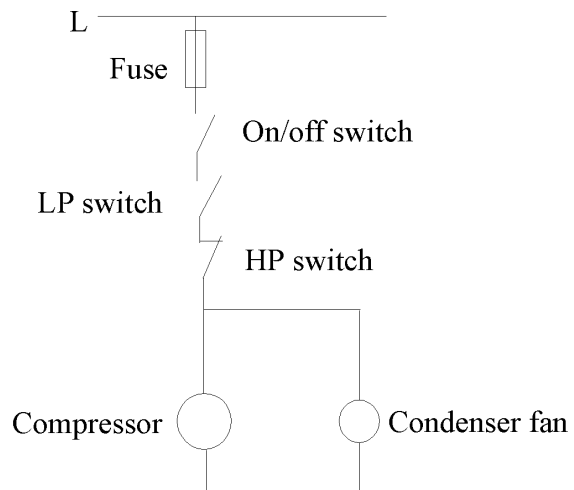 L
Fuse
On/off switch
LP switch
HP switch
Compressor
Condenser fan